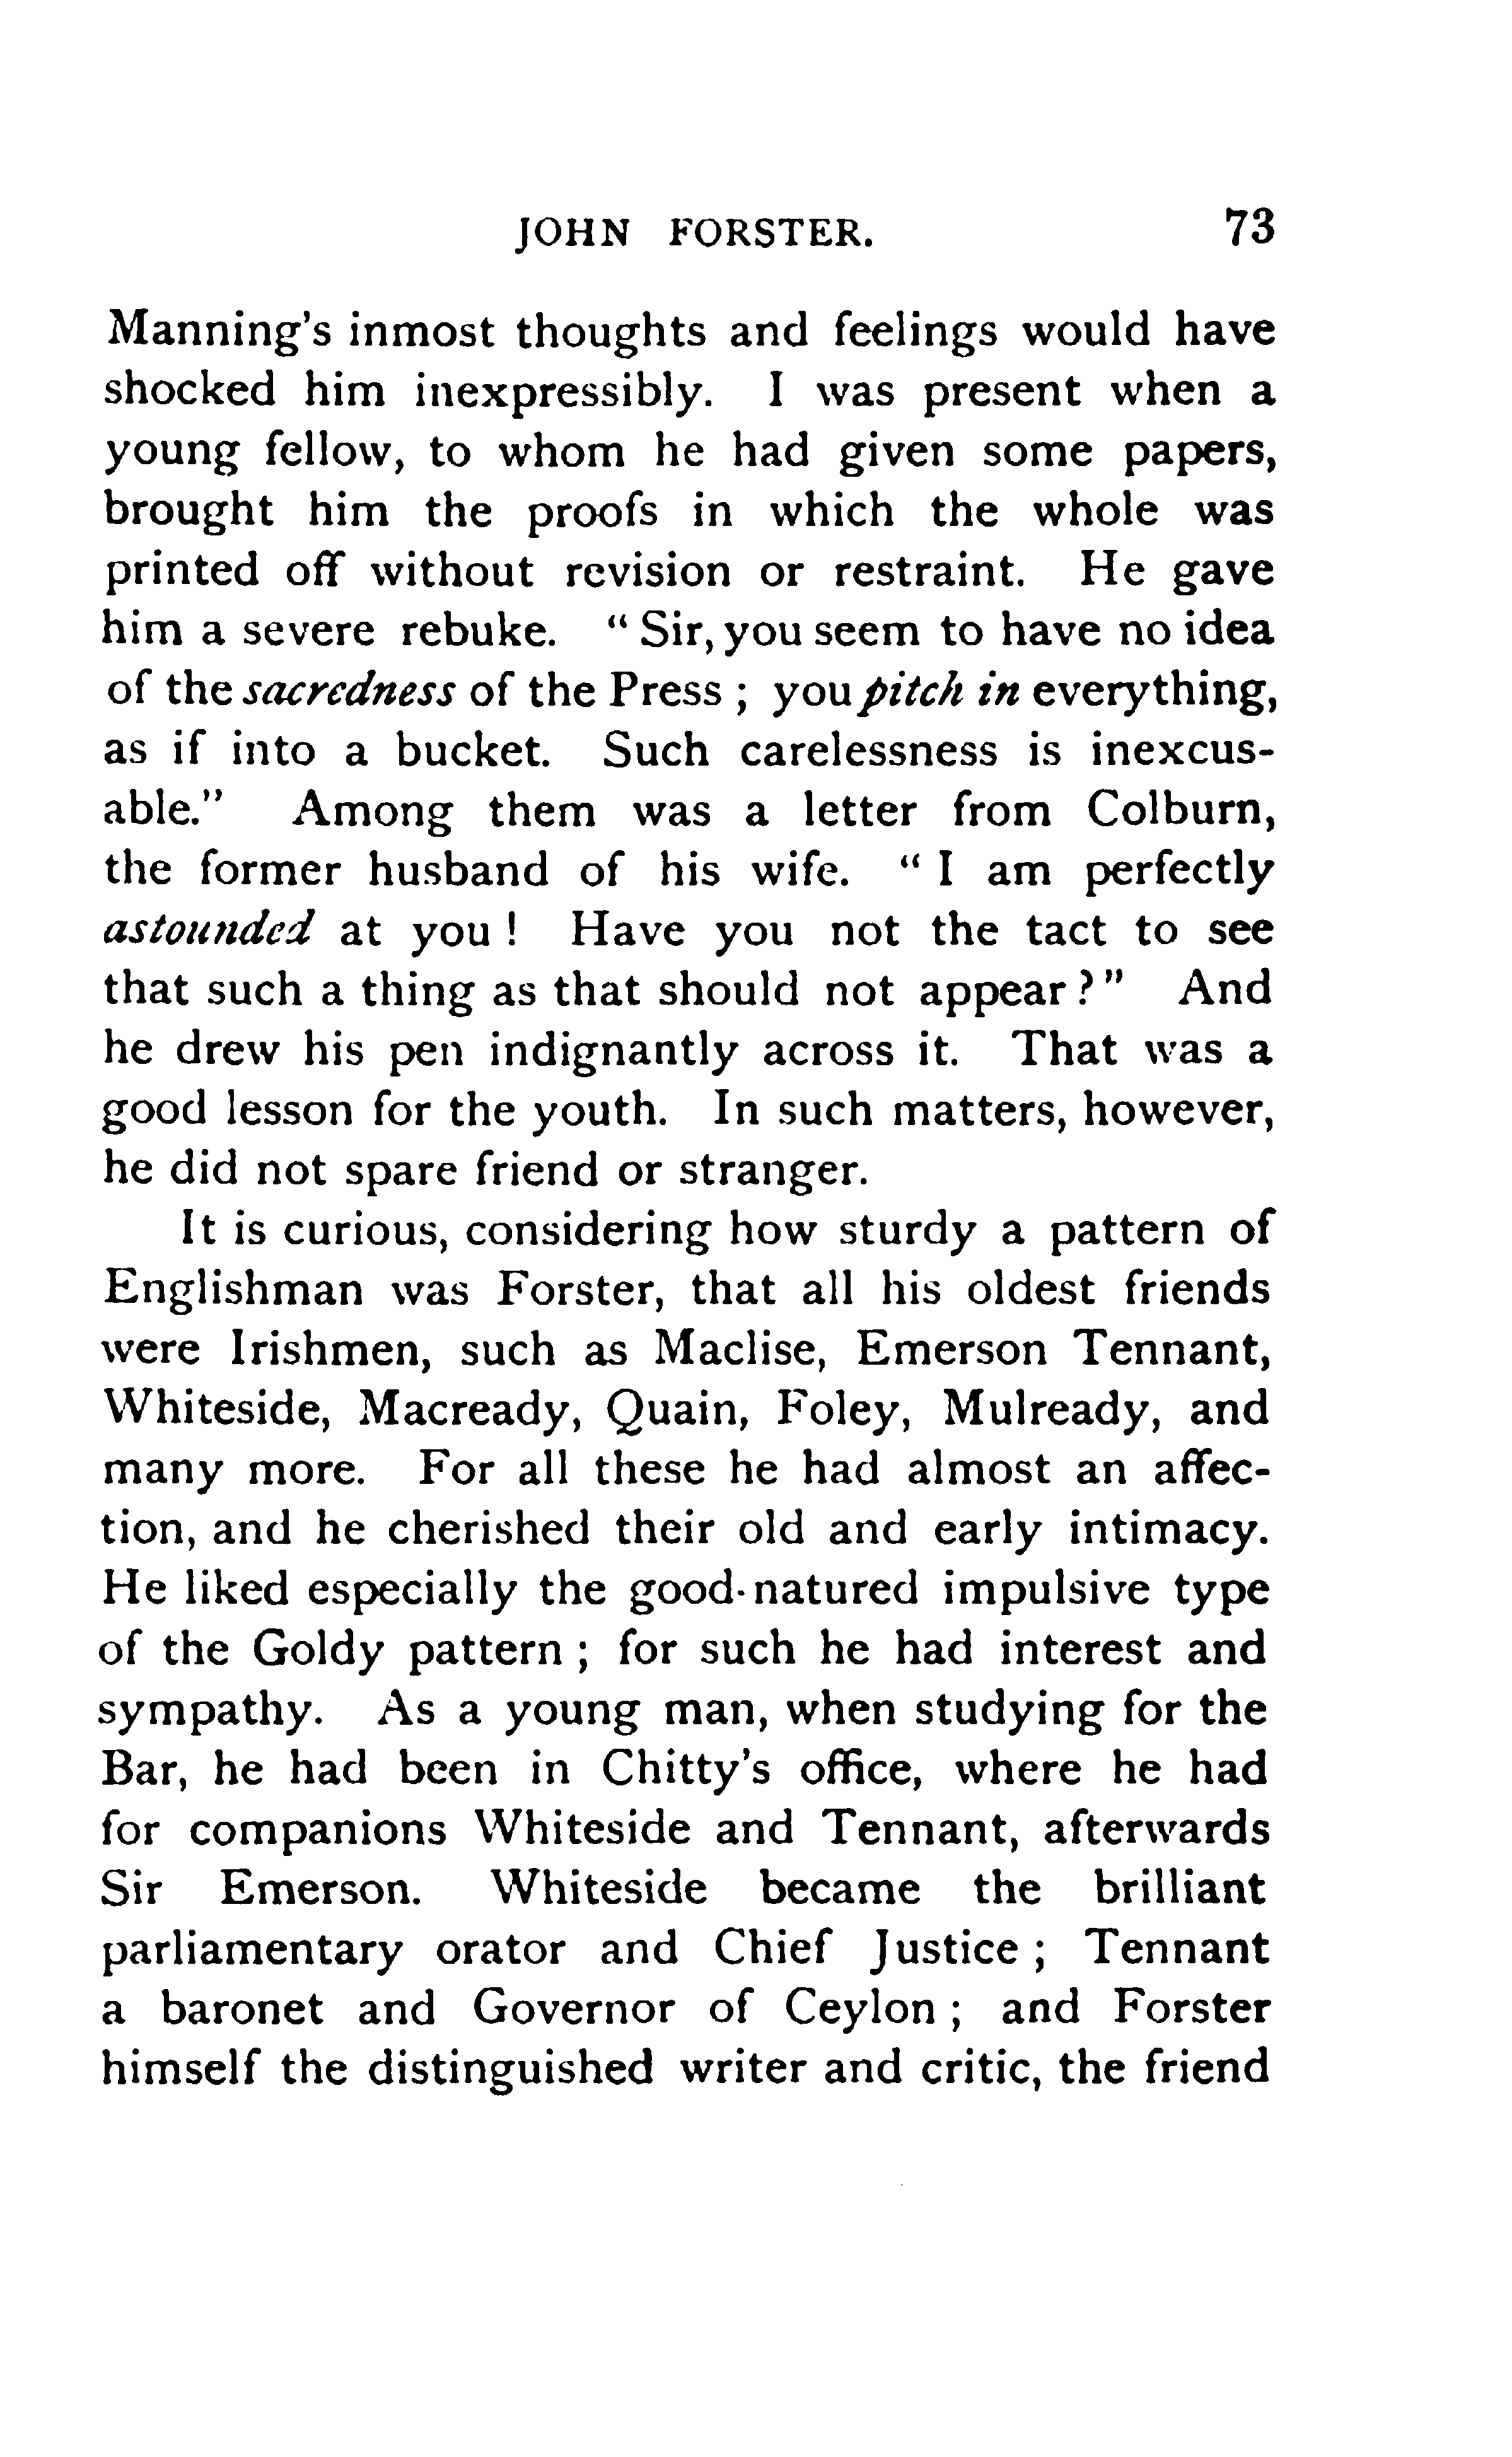 JOHN FORSTER. 73
Manning's inmost thoughts and feelings would have
shocked him inexpressibly. I was present when a
young fellow, to whom he had given some papers,
brought him the proofs in which the whole was
printed off without revision or restraint. He gave
him a severe rebuke. "Sir, you seem to have no idea
of the sacredness of the Press ; you pitch in everything,
as if into a bucket. Such carelessness is inexcus-
able." Among them was a letter from Colburn,
the former husband of his wife. "I am perfectly
astounded at you ! Have you not the tact to see
that such a thing as that should not appear ?" And
he drew his pen indignantly across it. That was a
good lesson for the youth. In such matters, however,
he did not spare friend or stranger.
It is curious, considering how sturdy a pattern of
Englishman was Forster, that all his oldest friends
were Irishmen, such as Maclise, Emerson Tennant,
Whiteside, Macready, Quain, Foley, Mulready, and
many more. For all these he had almost an affec-
tion, and he cherished their old and early intimacy.
He liked especially the good-natured impulsive type
of the Goldy pattern ; for such he had interest and
sympathy. As a young man, when studying for the
Bar, he had been in Chitty's office, where he had
for companions Whiteside and Tennant, afterwards
Sir Emerson. Whiteside became the brilliant
parliamentary orator and Chief Justice ; Tennant
a baronet and Governor of Ceylon ; and Forster
himself the distinguished writer and critic, the friend